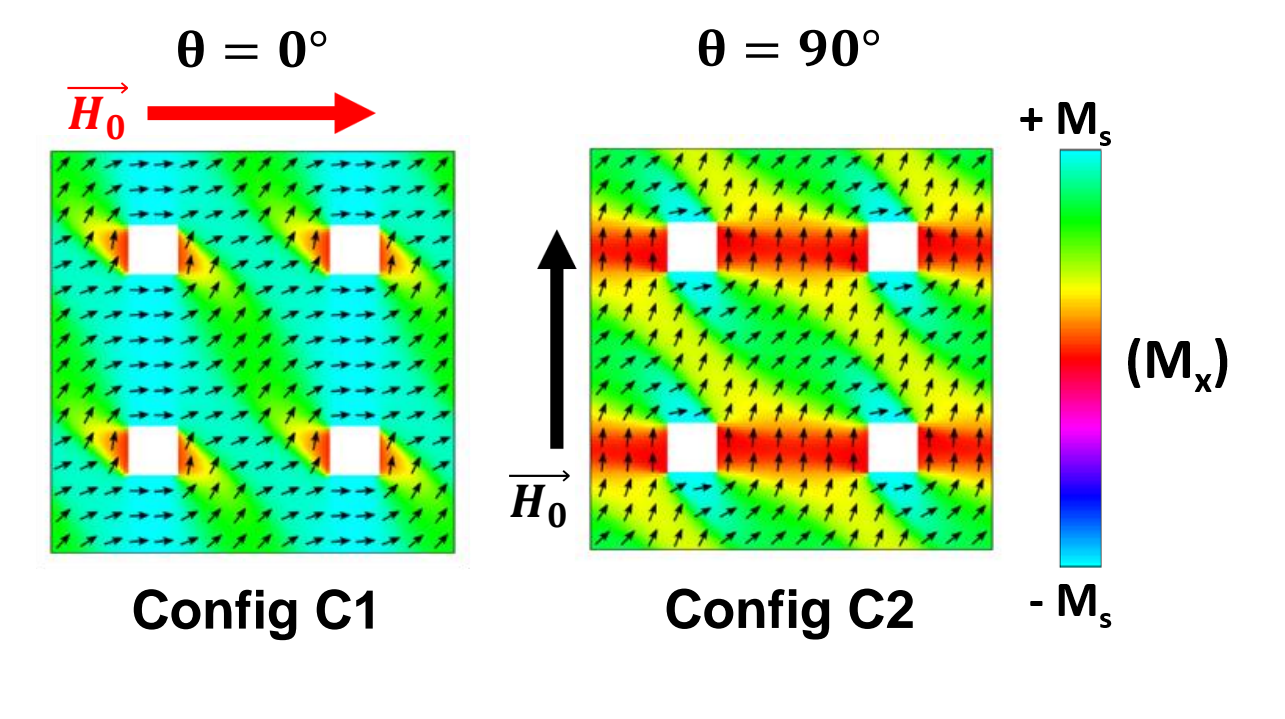 θ = 0°
θ = 90°
H₀
+ Mₛ
(Mₓ)
H₀
- Mₛ
Config C1
Config C2